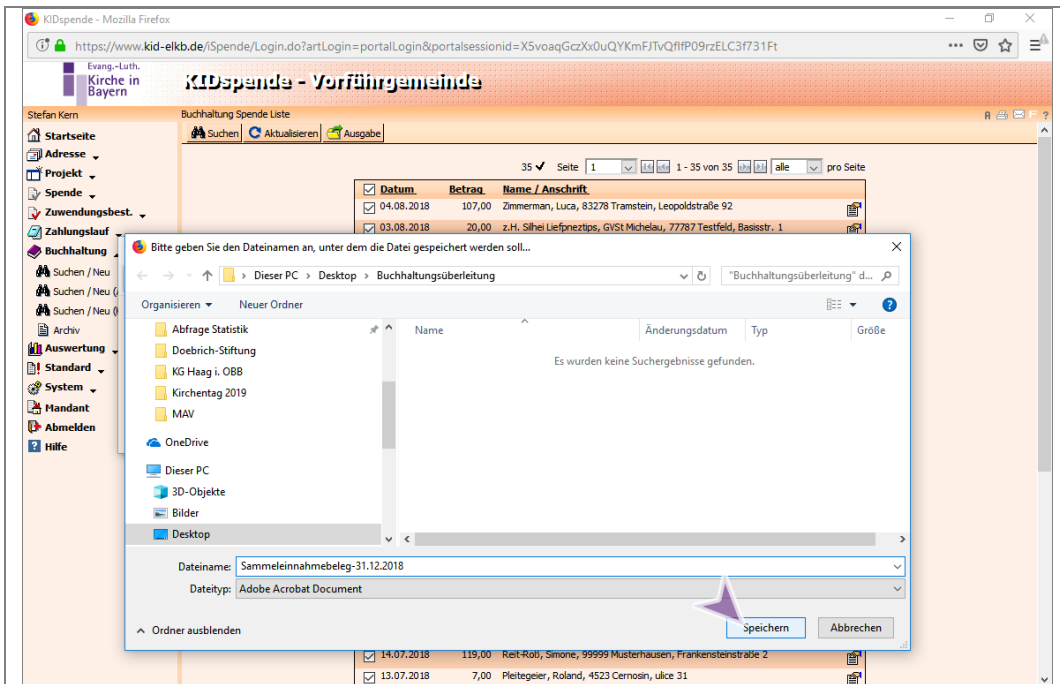 KIDspende - Mozilla Firefox
https://www.kid-elkb.de/iSpende/Login.do?artLogin=portalLogin&portalsessionid=X5voaqGczXx0uQYKmFJTvQfIfP09rzELC3f731Ft
Evang.-Luth.
Kirche in
Bayern
KIDspende - Vorführgemeinde
Stefan Kern
Buchhaltung Spende Liste
R F ?
Startseite
Suchen Aktualisieren Ausgabe
Adresse
35 Seite 1 1 - 35 von 35 alle pro Seite
Projekt
Spende
Datum Betrag Name / Anschrift
Zuwendungsbest.
04.08.2018 107,00 Zimmerman, Luca, 83278 Tramstein, Leopoldstraße 92
Zahlungslauf
03.08.2018 20,00 z.H. Silhei Liefpneztips, GVSt Michelau, 77787 Testfeld, Basisstr. 1
Buchhaltung
Suchen / Neu
Suchen / Neu
Suchen / Neu
Archiv
Auswertung
Standard
System
Mandant
Abmelden
Hilfe
Bitte geben Sie den Dateinamen an, unter dem die Datei gespeichert werden soll...
Dieser PC > Desktop > Buchhaltungsüberleitung
"Buchhaltungsüberleitung" d...
Organisieren Neuer Ordner
Abfrage Statistik
Doebrich-Stiftung
KG Haag i. OBB
Kirchentag 2019
MAV
OneDrive
Dieser PC
3D-Objekte
Bilder
Desktop
Name Änderungsdatum Typ Größe
Es wurden keine Suchergebnisse gefunden.
Dateiname: Sammeleinnahmebeleg-31.12.2018
Dateityp: Adobe Acrobat Document
Ordner ausblenden
Speichern Abbrechen
14.07.2018 119,00 Reit-Roß, Simone, 99999 Musterhausen, Frankensteinstraße 2
13.07.2018 7,00 Pleitegeier, Roland, 4523 Cernosin, ulice 31